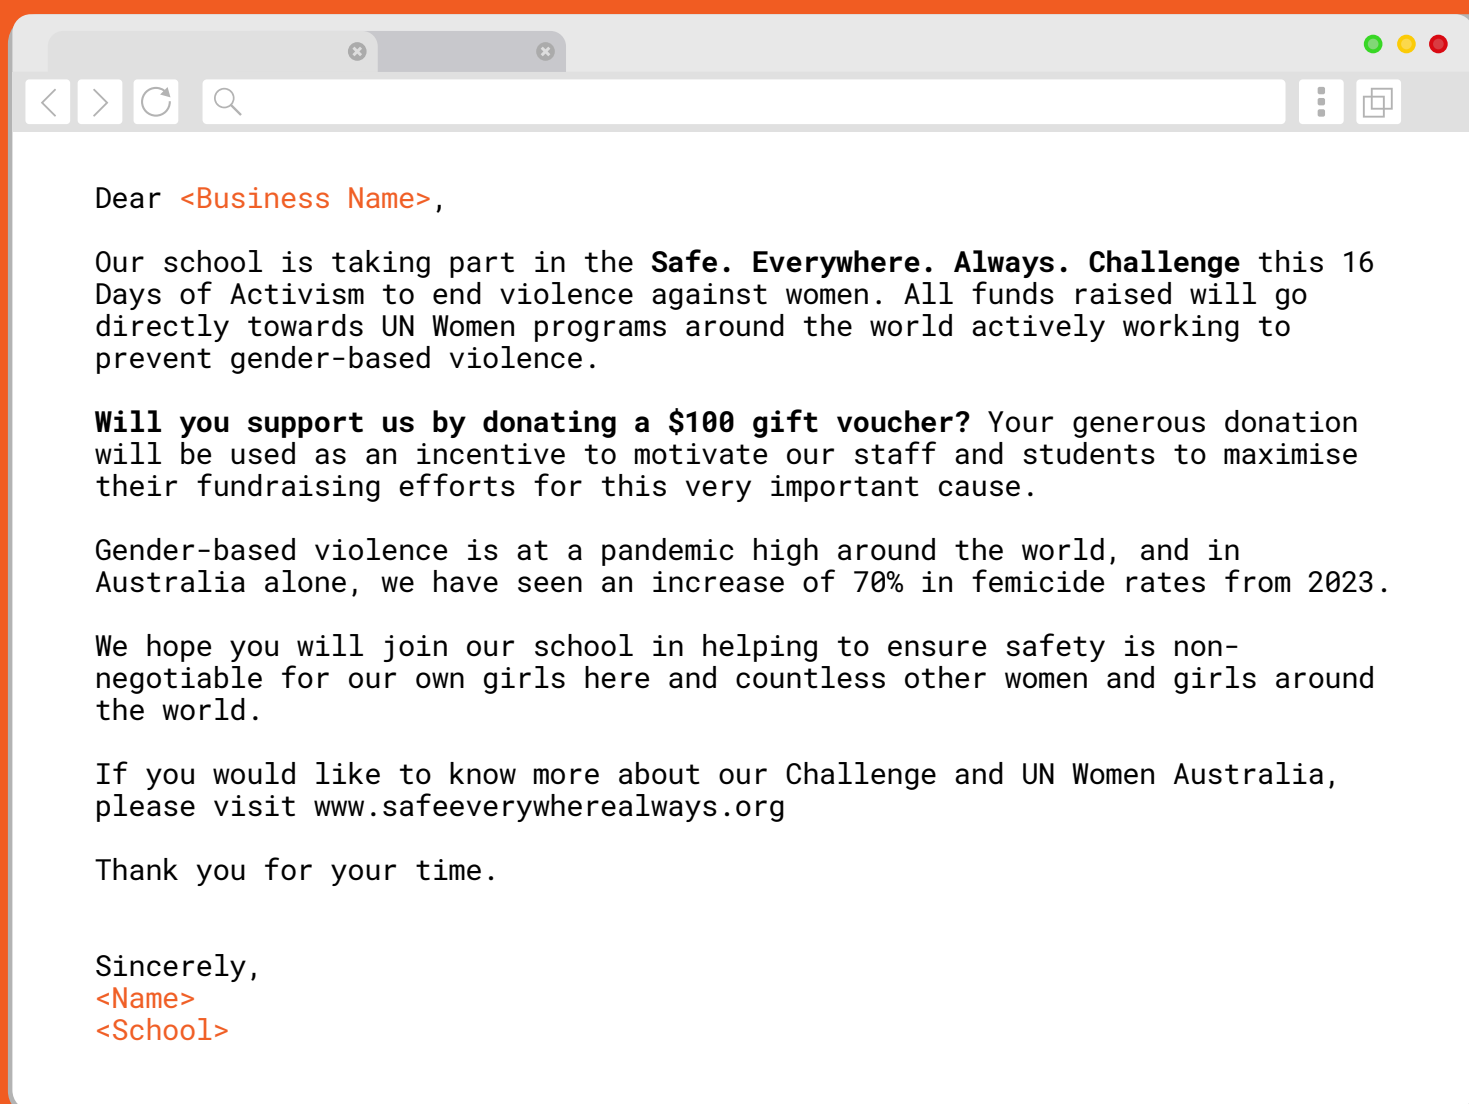 Dear <Business Name>,
Our school is taking part in the Safe. Everywhere. Always. Challenge this 16
Days of Activism to end violence against women. All funds raised will go
directly towards UN Women programs around the world actively working to
prevent gender-based violence.
Will you support us by donating a $100 gift voucher? Your generous donation
will be used as an incentive to motivate our staff and students to maximise
their fundraising efforts for this very important cause.
Gender-based violence is at a pandemic high around the world, and in
Australia alone, we have seen an increase of 70% in femicide rates from 2023.
We hope you will join our school in helping to ensure safety is non-
negotiable for our own girls here and countless other women and girls around
the world.
If you would like to know more about our Challenge and UN Women Australia,
please visit www.safeeverywherealways.org
Thank you for your time.
Sincerely,
<Name>
<School>